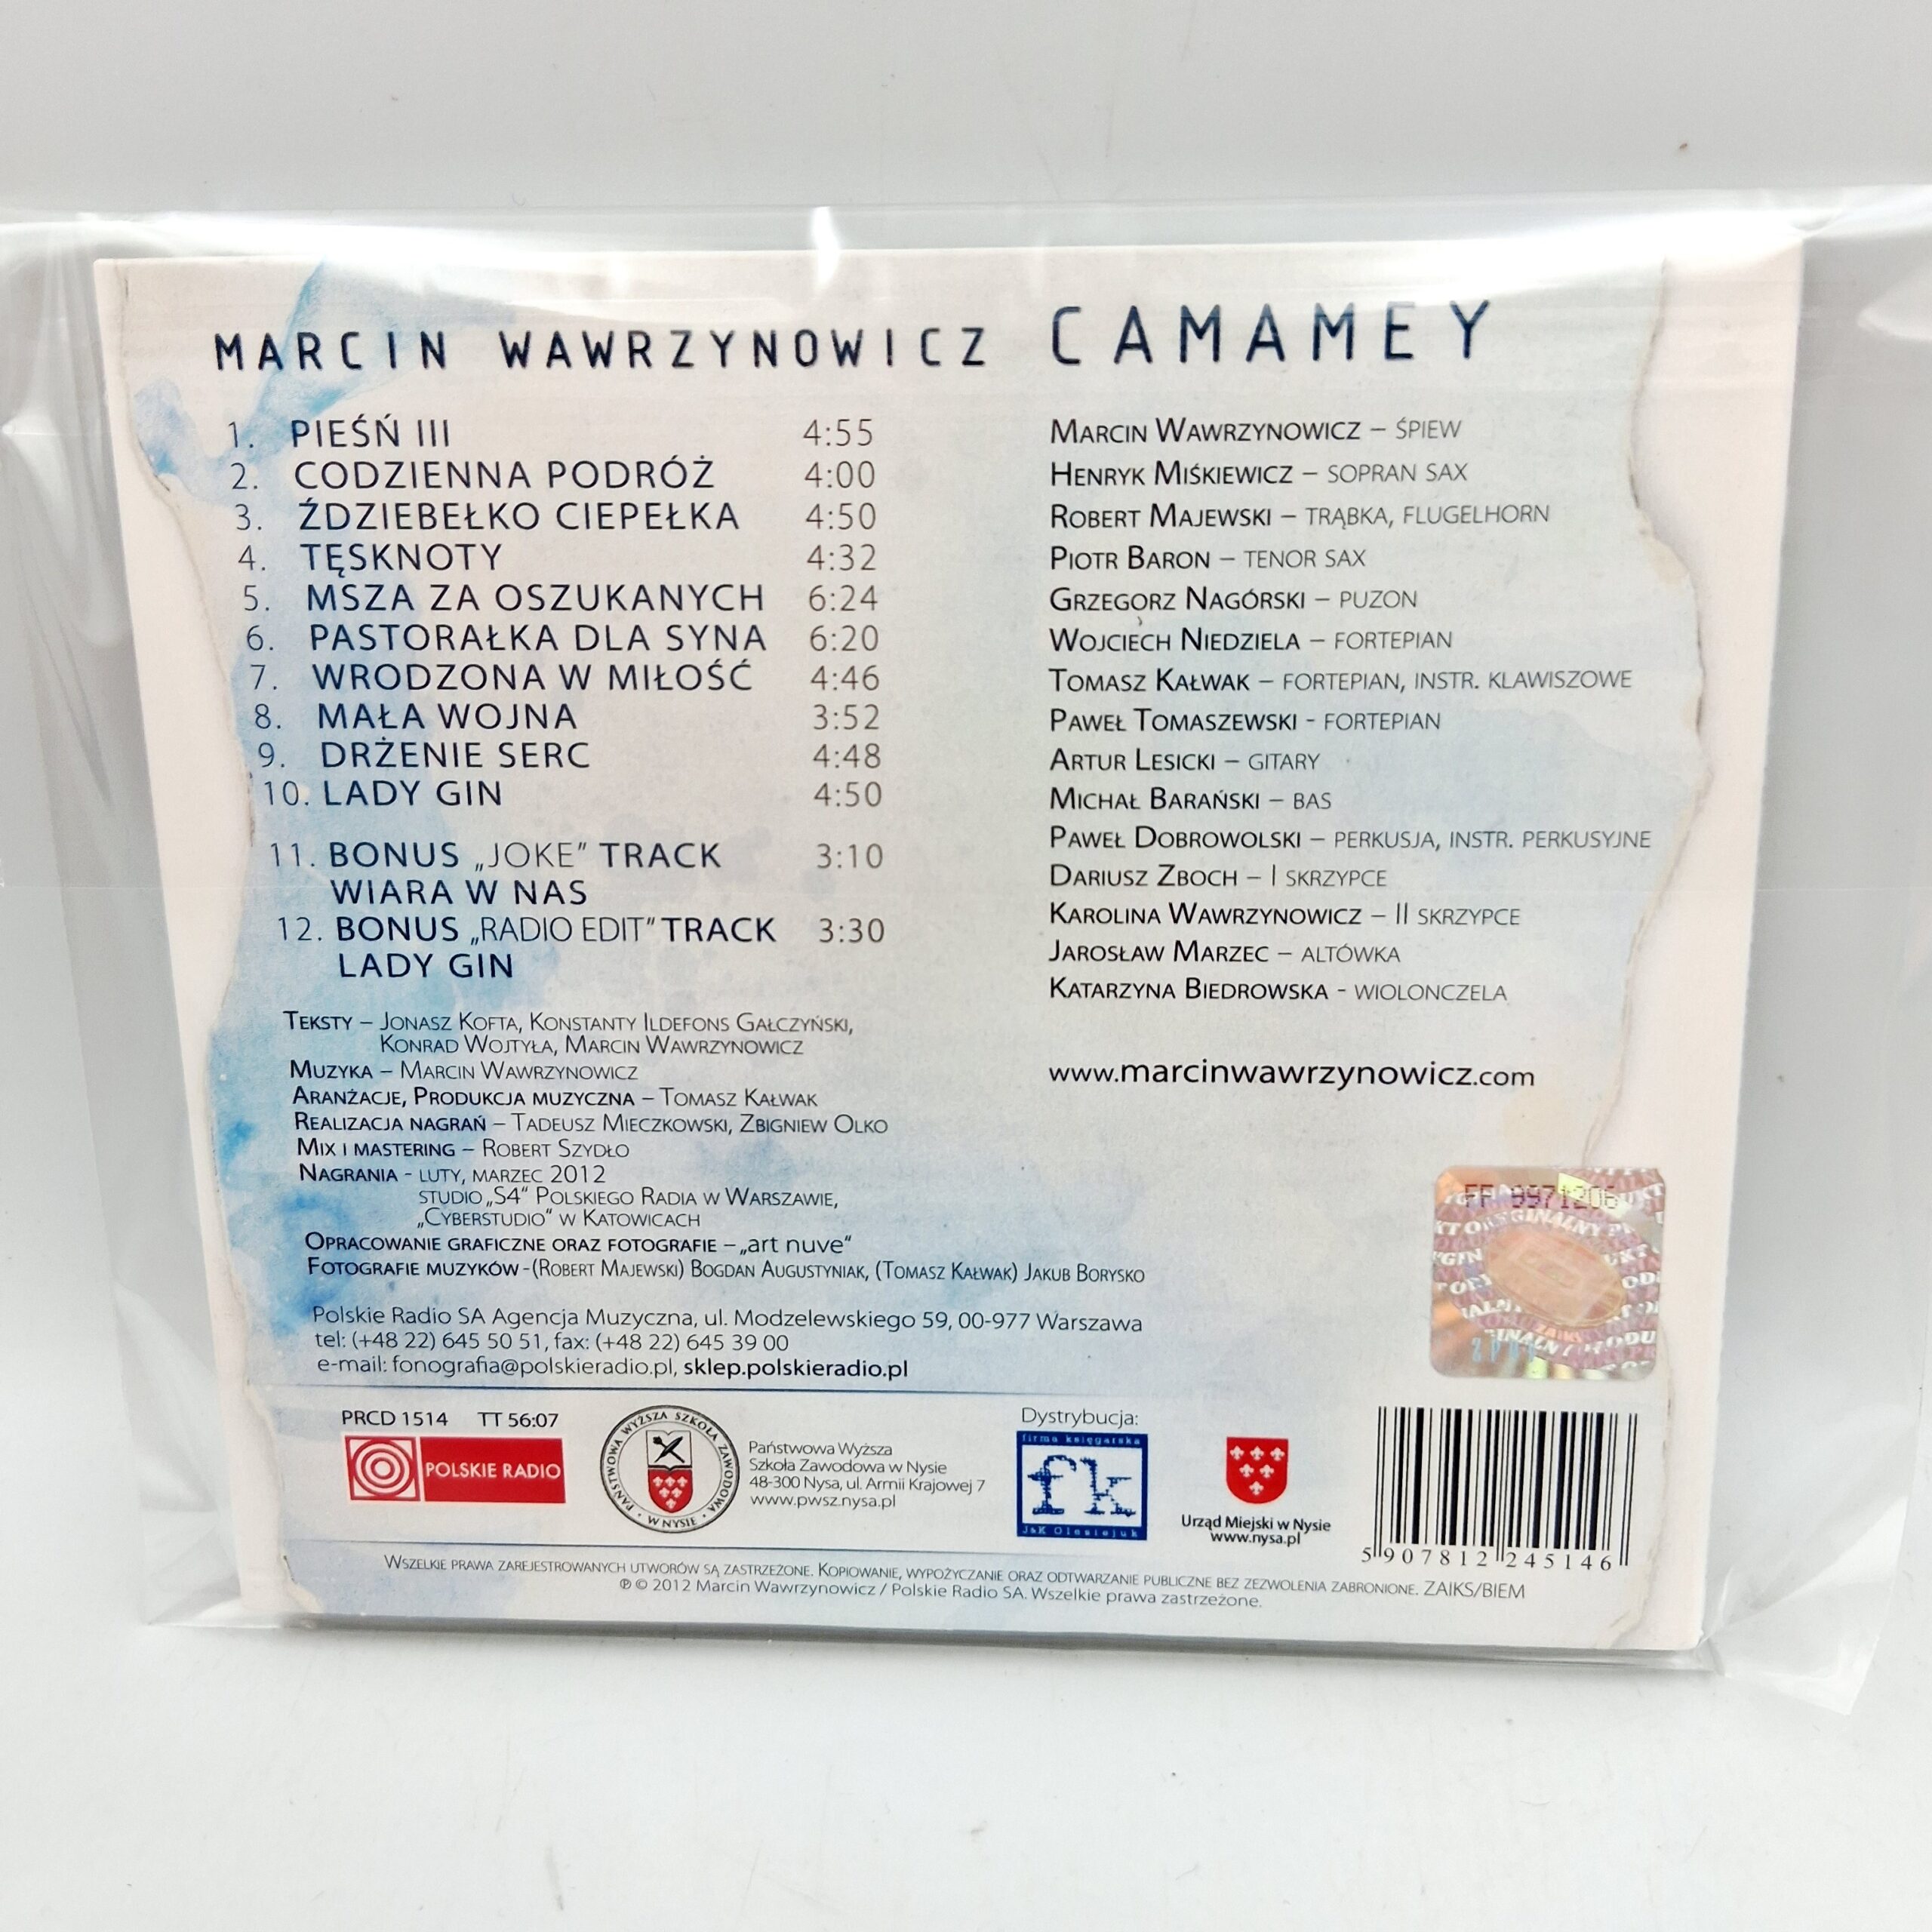 MARCIN WAWRZYNOWICZ CAMAMEY
1. PIEŚŃ III 4:55
2. CODZIENNA PODRÓŻ 4:00
3. ŹDZIEBEŁKO CIEPEŁKA 4:50
4. TĘSKNOTY 4:32
5. MSZA ZA OSZUKANYCH 6:24
6. PASTORAŁKA DLA SYNA 6:20
7. WRODZONA W MIŁOŚĆ 4:46
8. MAŁA WOJNA 3:52
9. DRŻENIE SERC 4:48
10. LADY GIN 4:50
11. BONUS „JOKE” TRACK 3:10
WIARA W NAS
12. BONUS „RADIO EDIT” TRACK 3:30
LADY GIN
TEKSTY – JONASZ KOFTA, KONSTANTY ILDEFONS GAŁCZYŃSKI,
KONRAD WOJTYŁA, MARCIN WAWRZYNOWICZ
MUZYKA – MARCIN WAWRZYNOWICZ
ARANŻACJE, PRODUKCJA MUZYCZNA – TOMASZ KAŁWAK
REALIZACJA NAGRAŃ – TADEUSZ MIECZKOWSKI, ZBIGNIEW OLKO
MIX I MASTERING – ROBERT SZYDŁO
NAGRANIA - LUTY, MARZEC 2012
STUDIO „S4“ POLSKIEGO RADIA W WARSZAWIE,
„CYBERSTUDIO“ W KATOWICACH
OPRACOWANIE GRAFICZNE ORAZ FOTOGRAFIE – „art nuve“
FOTOGRAFIE MUZYKÓW - (ROBERT MAJEWSKI) BOGDAN AUGUSTYNIAK, (TOMASZ KAŁWAK) JAKUB BORYSKO
MARCIN WAWRZYNOWICZ – ŚPIEW
HENRYK MIŚKIEWICZ – SOPRAN SAX
ROBERT MAJEWSKI – TRĄBKA, FLUGELHORN
PIOTR BARON – TENOR SAX
GRZEGORZ NAGÓRSKI – PUZON
WOJCIECH NIEDZIELA – FORTEPIAN
TOMASZ KAŁWAK – FORTEPIAN, INSTR. KLAWISZOWE
PAWEŁ TOMASZEWSKI - FORTEPIAN
ARTUR LESICKI – GITARY
MICHAŁ BARAŃSKI – BAS
PAWEŁ DOBROWOLSKI – PERKUSJA, INSTR. PERKUSYJNE
DARIUSZ ZBOCH – I SKRZYPCE
KAROLINA WAWRZYNOWICZ – II SKRZYPCE
JAROSŁAW MARZEC – ALTÓWKA
KATARZYNA BIEDROWSKA - WIOLONCZELA
www.marcinwawrzynowicz.com
FF 9971206
Polskie Radio SA Agencja Muzyczna, ul. Modzelewskiego 59, 00-977 Warszawa
tel: (+48 22) 645 50 51, fax: (+48 22) 645 39 00
e-mail: fonografia@polskieradio.pl, sklep.polskieradio.pl
PRCD 1514 TT 56:07
POLSKIE RADIO
PAŃSTWOWA WYŻSZA SZKOŁA ZAWODOWA
W NYSIE
Państwowa Wyższa
Szkoła Zawodowa w Nysie
48-300 Nysa, ul. Armii Krajowej 7
www.pwsz.nysa.pl
Dystrybucja:
firma księgarska
fk
J&K Olesiejuk
Urząd Miejski w Nysie
www.nysa.pl
5 907812 245146
WSZELKIE PRAWA ZAREJESTROWANYCH UTWORÓW SĄ ZASTRZEŻONE. KOPIOWANIE, WYPOŻYCZANIE ORAZ ODTWARZANIE PUBLICZNE BEZ ZEZWOLENIA ZABRONIONE. ZAIKS/BIEM
℗ © 2012 Marcin Wawrzynowicz / Polskie Radio SA. Wszelkie prawa zastrzeżone.